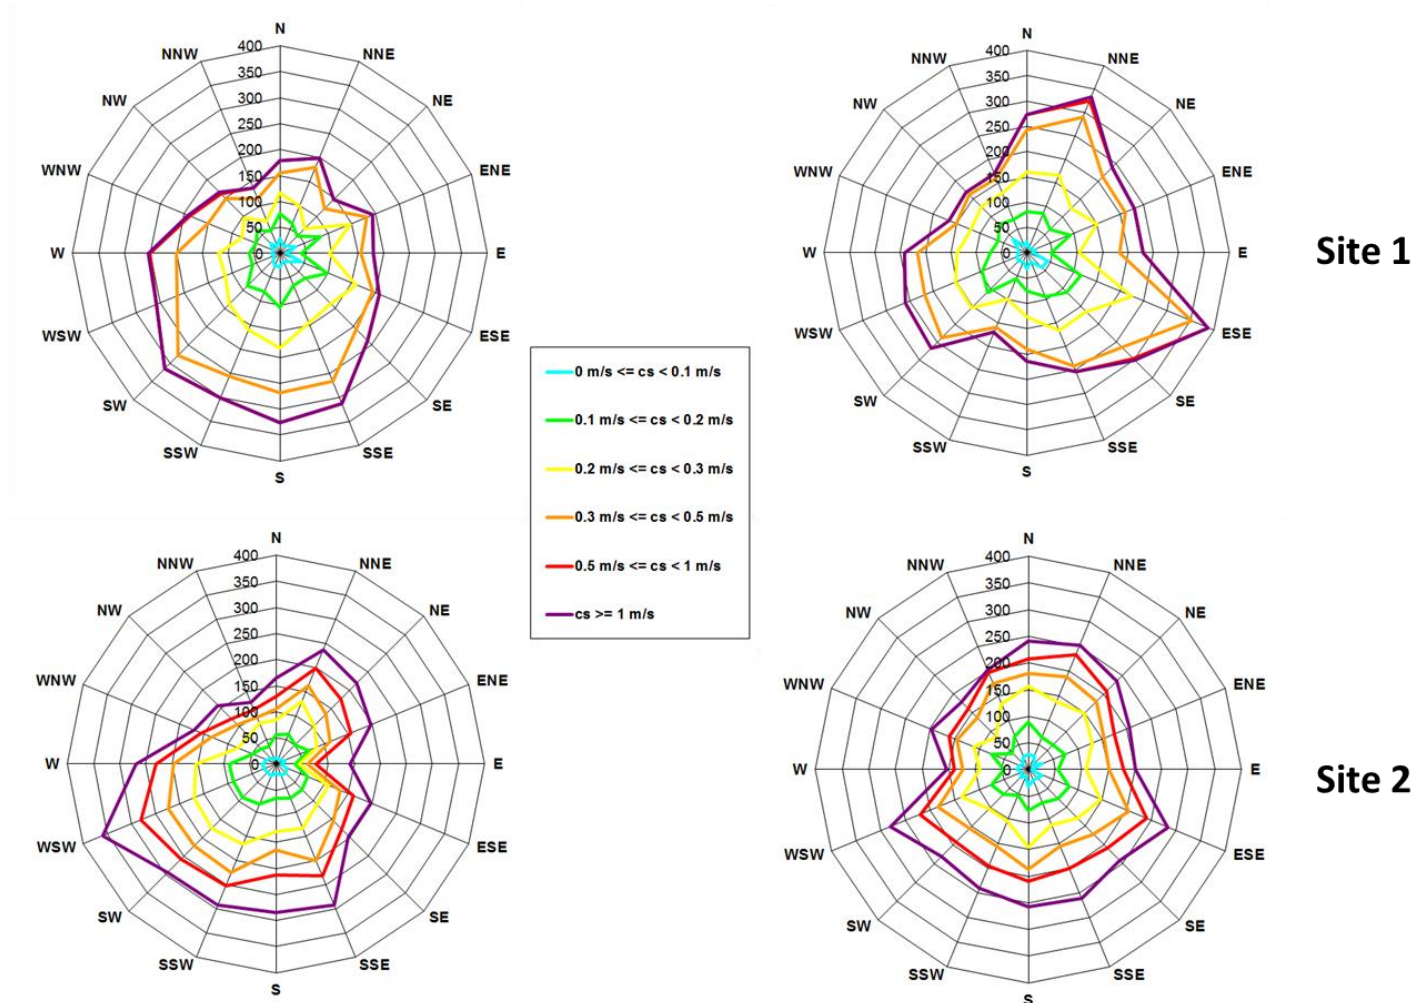 N
NNE
NE
ENE
E
ESE
SE
SSE
S
SSW
SW
WSW
W
WNW
NW
NNW
400
350
300
250
200
150
100
50
0
N
NNE
NE
ENE
E
ESE
SE
SSE
S
SSW
SW
WSW
W
WNW
NW
NNW
400
350
300
250
200
150
100
50
0
Site 1
0 m/s <= cs < 0.1 m/s
0.1 m/s <= cs < 0.2 m/s
0.2 m/s <= cs < 0.3 m/s
0.3 m/s <= cs < 0.5 m/s
0.5 m/s <= cs < 1 m/s
cs >= 1 m/s
N
NNE
NE
ENE
E
ESE
SE
SSE
S
SSW
SW
WSW
W
WNW
NW
NNW
400
350
300
250
200
150
100
50
0
N
NNE
NE
ENE
E
ESE
SE
SSE
S
SSW
SW
WSW
W
WNW
NW
NNW
400
350
300
250
200
150
100
50
0
Site 2